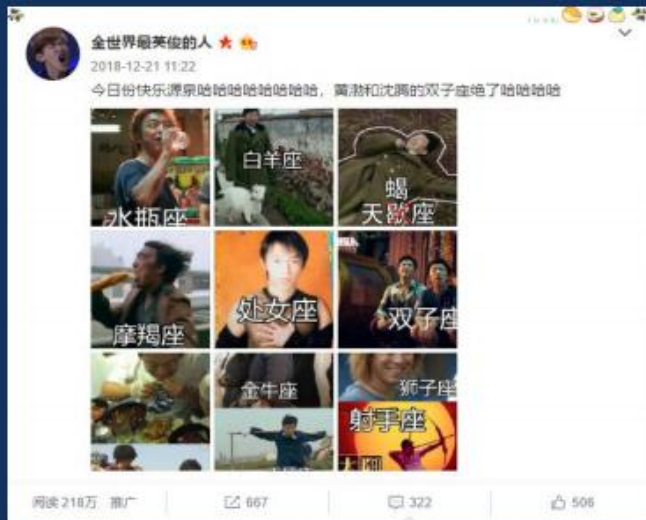 全世界最英俊的人
2018-12-21 11:22
今日份快乐源泉哈哈哈哈哈哈哈哈，黄渤和沈腾的双子座绝了哈哈哈哈
水瓶座
白羊座
蝎
天歇座
摩羯座
处女座
双子座
金牛座
狮子座
射手座
阅读218万 推广
667
322
506